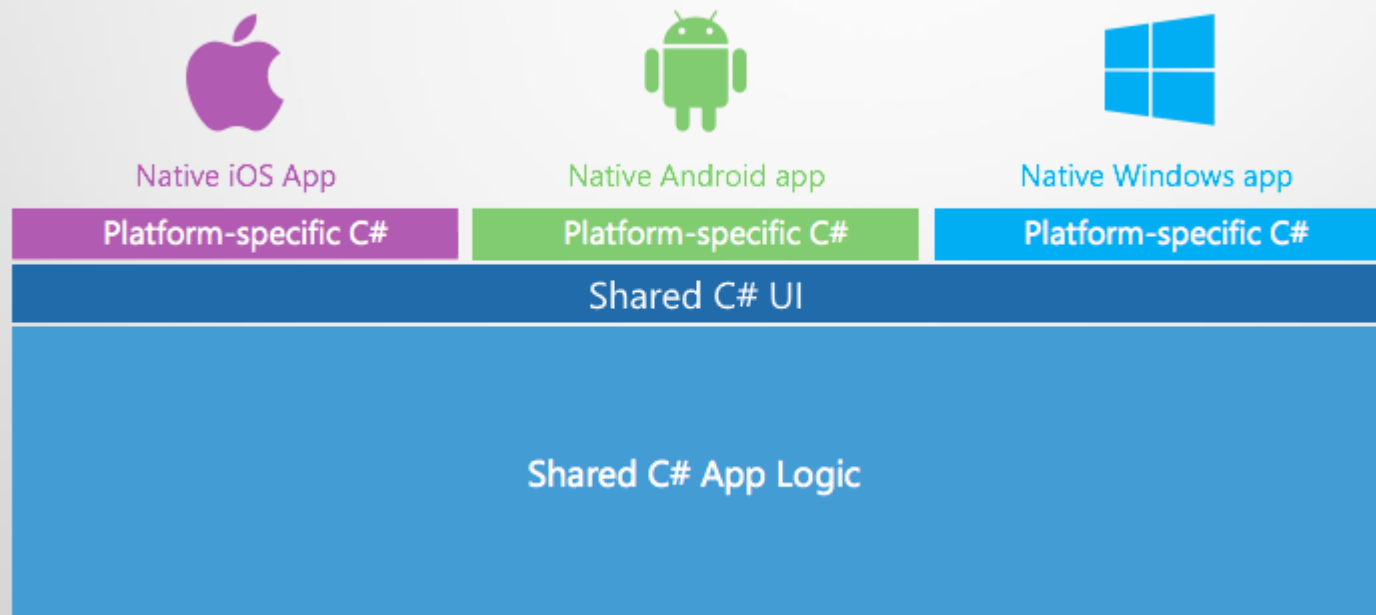 Native iOS App
Native Android app
Native Windows app
Platform-specific C#
Platform-specific C#
Platform-specific C#
Shared C# UI
Shared C# App Logic